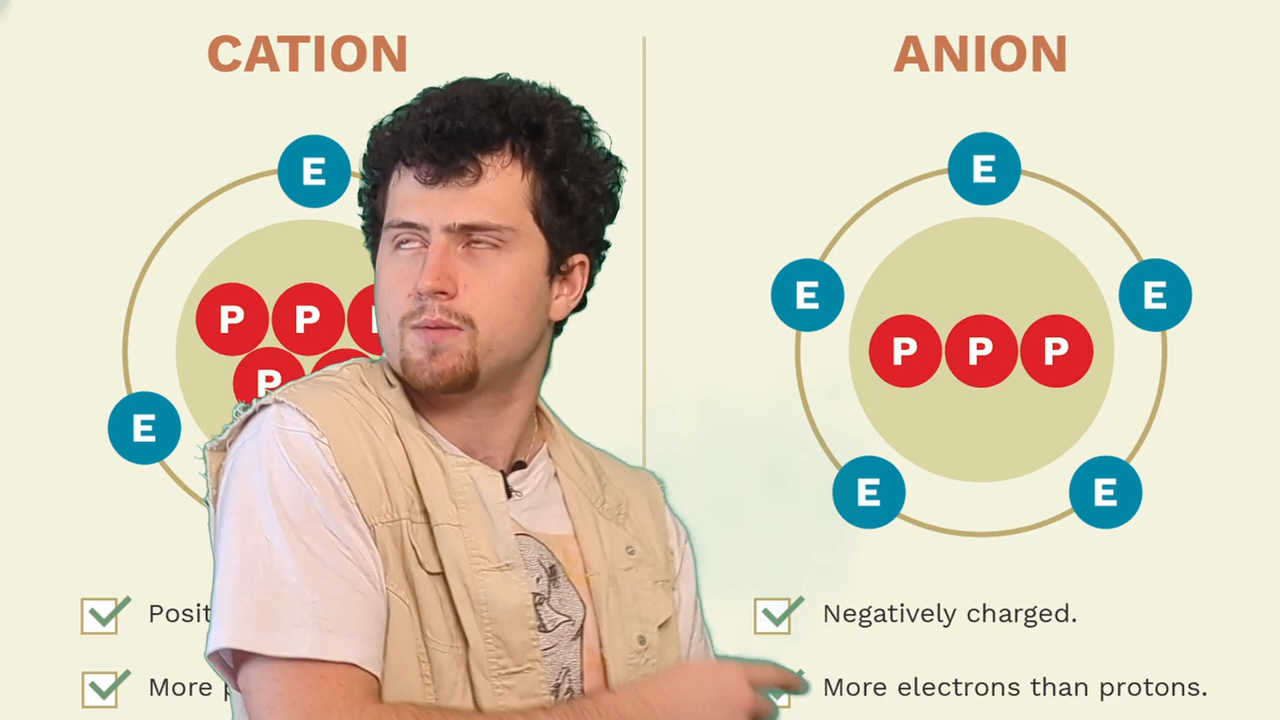 CATION
ANION
E
E
P P
P
E
E
E
P P P
E
E
E
Negatively charged.
More
More electrons than protons.